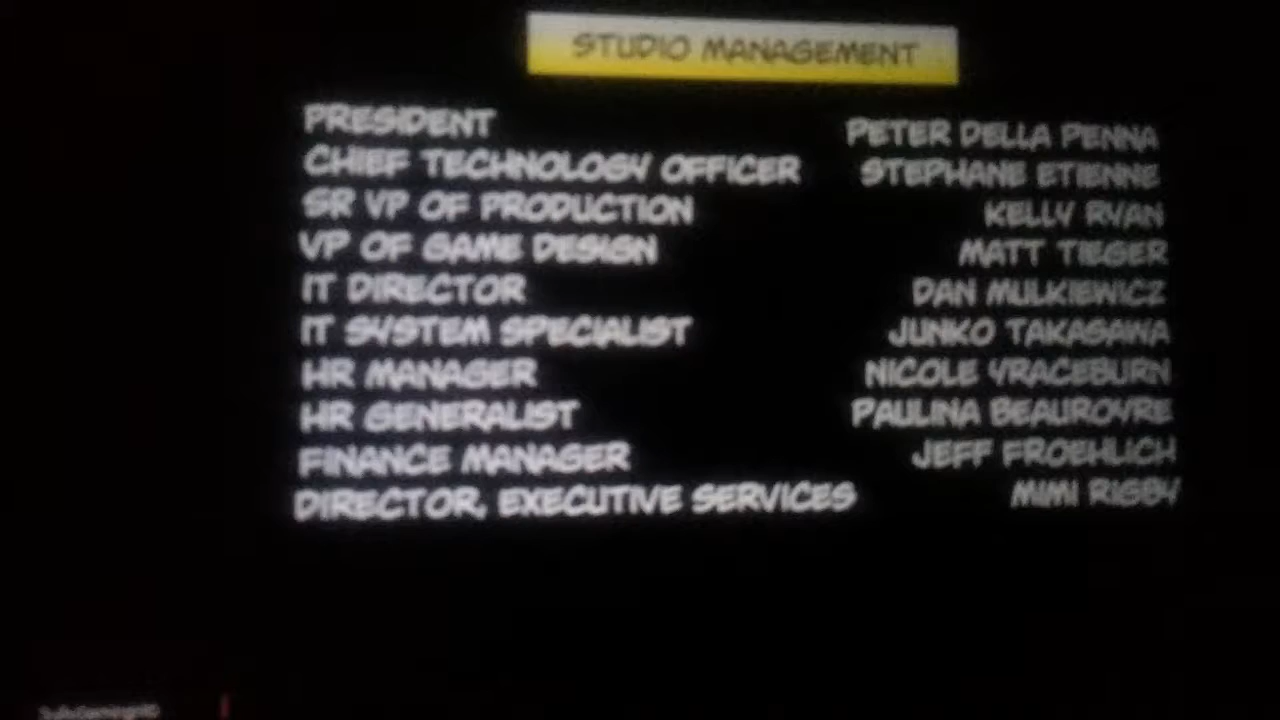 STUDIO MANAGEMENT
PRESIDENT PETER DELLA PENNA
CHIEF TECHNOLOGY OFFICER STEPHANE ETIENNE
SR VP OF PRODUCTION KELLY RYAN
VP OF GAME DESIGN MATT TIEGER
IT DIRECTOR DAN MULKIEWICZ
IT SYSTEM SPECIALIST JUNKO TAKAGAWA
HR MANAGER NICOLE YRACEBURN
HR GENERALIST PAULINA BEAUROYRE
FINANCE MANAGER JEFF FROEHLICH
DIRECTOR, EXECUTIVE SERVICES MIMI RIGBY